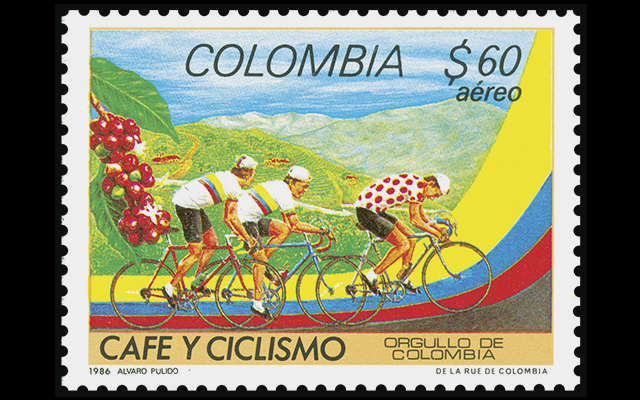 COLOMBIA $60
aéreo
CAFE Y CICLISMO
ORGULLO DE
COLOMBIA
1986 ALVARO PULIDO
DE LA RUE DE COLOMBIA